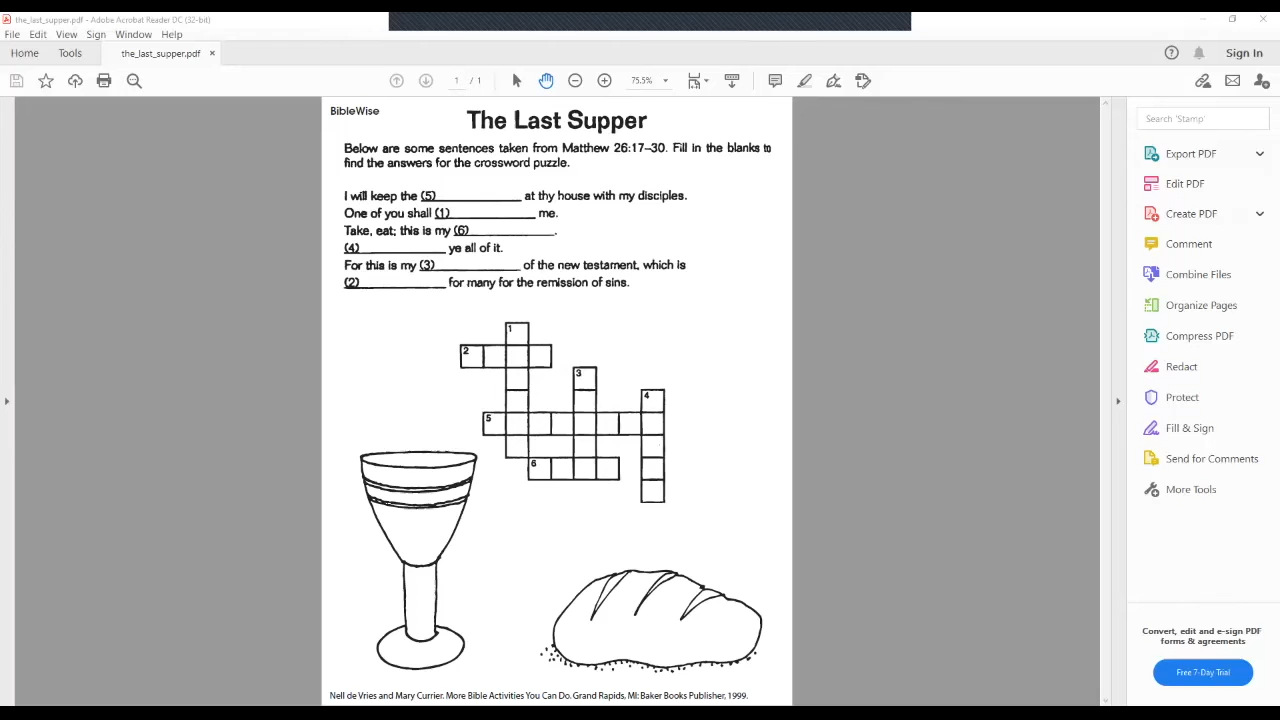 the_last_supper.pdf - Adobe Acrobat Reader DC (32-bit)
File Edit View Sign Window Help
Home Tools the_last_supper.pdf × Sign In
1 / 1 75.5%
BibleWise
The Last Supper
Below are some sentences taken from Matthew 26:17–30. Fill in the blanks to
find the answers for the crossword puzzle.
I will keep the (5)____________ at thy house with my disciples.
One of you shall (1)____________ me.
Take, eat; this is my (6)____________.
(4)____________ ye all of it.
For this is my (3)____________ of the new testament, which is
(2)____________ for many for the remission of sins.
1
2
3
4
5
6
Nell de Vries and Mary Currier. More Bible Activities You Can Do. Grand Rapids, MI: Baker Books Publisher, 1999.
Search 'Stamp'
Export PDF
Edit PDF
Create PDF
Comment
Combine Files
Organize Pages
Compress PDF
Redact
Protect
Fill & Sign
Send for Comments
More Tools
Convert, edit and e-sign PDF
forms & agreements
Free 7-Day Trial